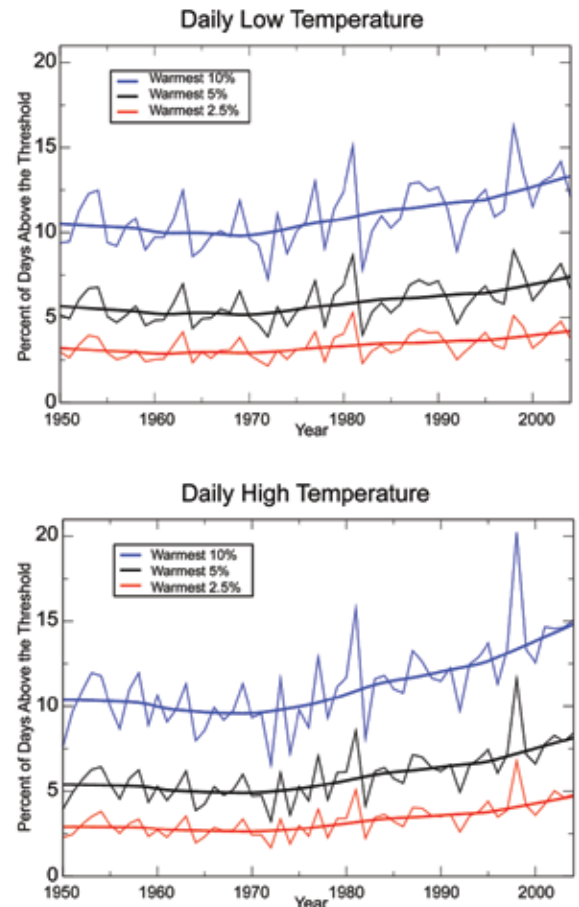 Daily Low Temperature
Percent of Days Above the Threshold
20
15
10
5
0
Warmest 10%
Warmest 5%
Warmest 2.5%
1950 1960 1970 1980 1990 2000
Year
Daily High Temperature
Percent of Days Above the Threshold
20
15
10
5
0
Warmest 10%
Warmest 5%
Warmest 2.5%
1950 1960 1970 1980 1990 2000
Year